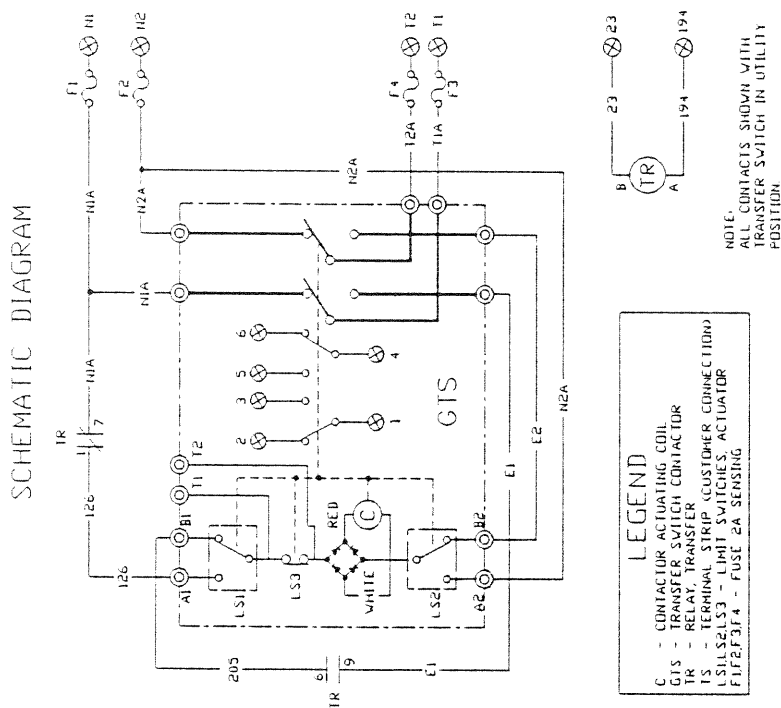 SCHEMATIC DIAGRAM
N1
F1
N1A
N1A
TR
1
7
126
126
N2
F2
N2A
N1A
N2A
T2
F4
T2A
T1
F3
T1A
A1
B1
T1
T2
2
3
5
6
1
4
LS1
LS3
RED
WHITE
C
LS2
GTS
A2
B2
205
TR
6
9
E1
E1
E2
N2A
23
23
B
TR
A
194
194
LEGEND
C - CONTACTOR ACTUATING COIL
GTS - TRANSFER SWITCH CONTACTOR
TR - RELAY, TRANSFER
TS - TERMINAL STRIP (CUSTOMER CONNECTION)
LS1,LS2,LS3 - LIMIT SWITCHES, ACTUATOR
F1,F2,F3,F4 - FUSE 2A SENSING
NOTE:
ALL CONTACTS SHOWN WITH
TRANSFER SWITCH IN UTILITY
POSITION.